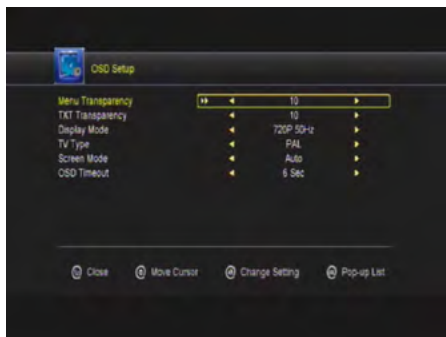 OSD Setup
Menu Transparency 10
TXT Transparency 10
Display Mode 720P 50Hz
TV Type PAL
Screen Mode Auto
OSD Timeout 6 Sec
Close Move Cursor Change Setting Pop-up List